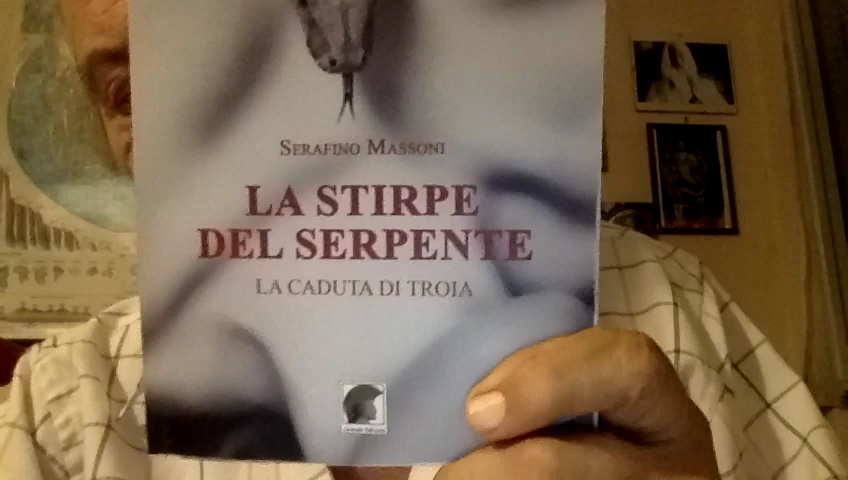 SERAFINO MASSONI
LA STIRPE
DEL SERPENTE
LA CADUTA DI TROIA